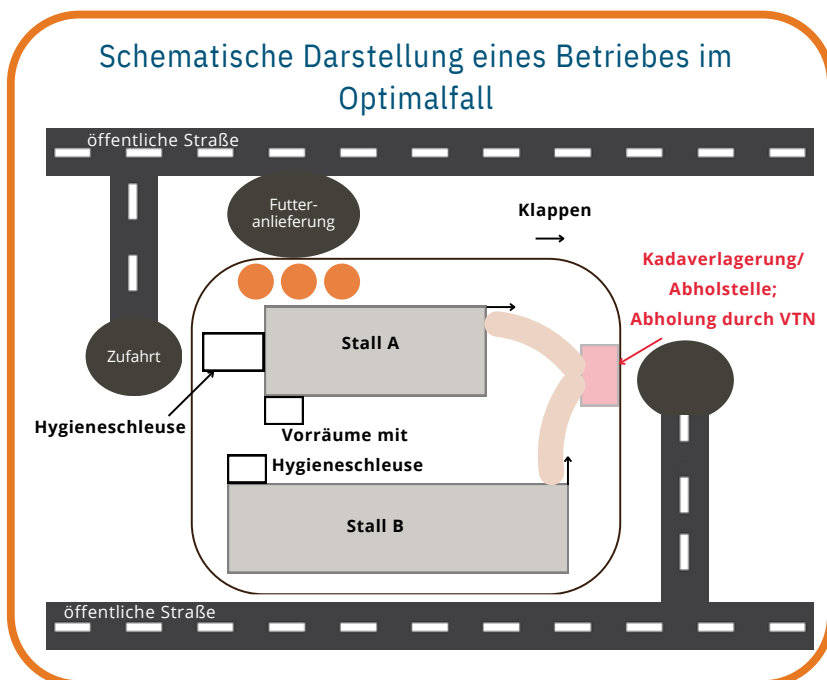 Schematische Darstellung eines Betriebes im
Optimalfall
öffentliche Straße
Futter-
anlieferung
Klappen
Kadaverlagerung/
Abholstelle;
Abholung durch VTN
Stall A
Zufahrt
Hygieneschleuse
Vorräume mit
Hygieneschleuse
Stall B
öffentliche Straße